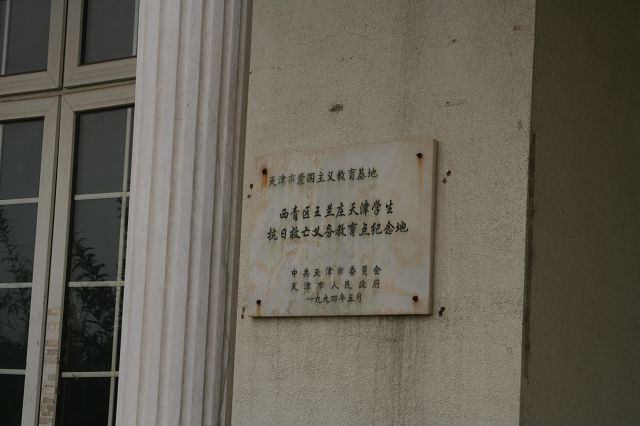 天津市爱国主义教育基地
西青区王兰庄天津学生
抗日救亡义务教育点纪念地
中共天津市委员会
天津市人民政府
一九九四年五月